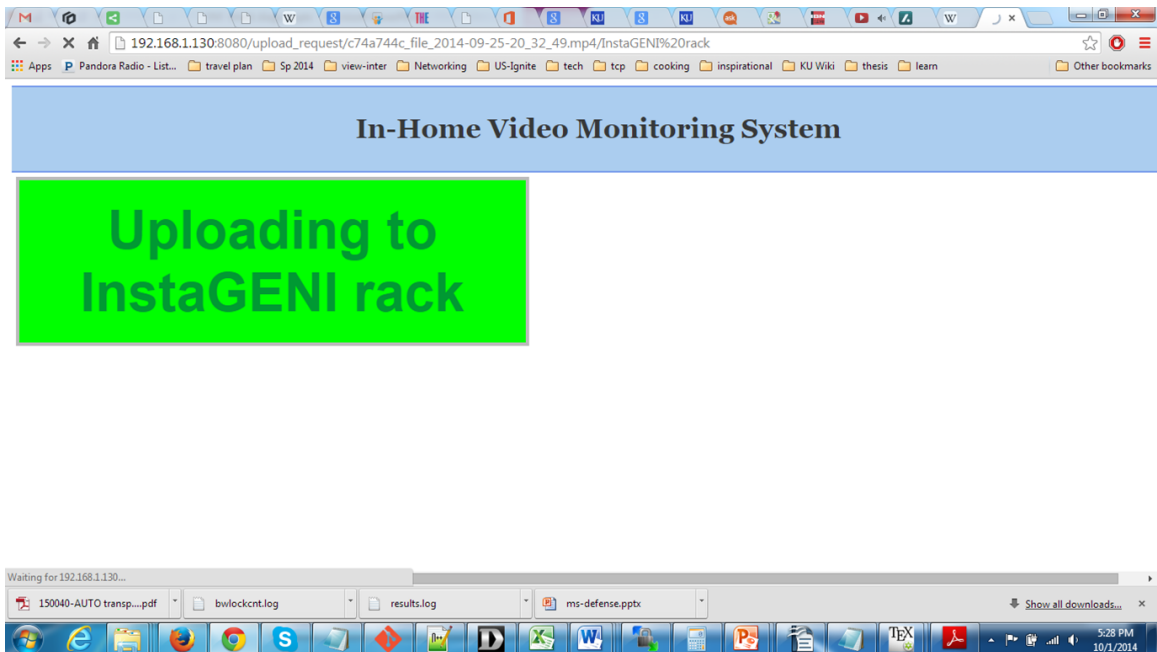 192.168.1.130:8080/upload_request/c74a744c_file_2014-09-25-20_32_49.mp4/InstaGENI%20rack
Apps Pandora Radio - List... travel plan Sp 2014 view-inter Networking US-Ignite tech tcp cooking inspirational KU Wiki thesis learn Other bookmarks
In-Home Video Monitoring System
Uploading to
InstaGENI rack
Waiting for 192.168.1.130...
150040-AUTO transp....pdf bwlockcnt.log results.log ms-defense.pptx Show all downloads...
5:28 PM
10/1/2014